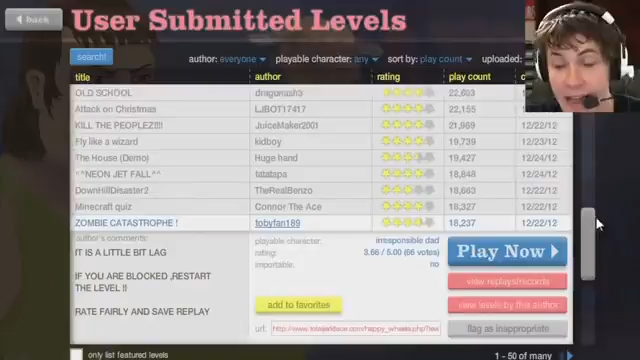 back
User Submitted Levels
search!
author: everyone playable character: any sort by: play count uploaded:
title author rating play count
OLD SCHOOL dragonash3 22,603
Attack on Christmas LJBOT17417 22,155
KILL THE PEOPLEZ!!!! JuiceMaker2001 21,969 12/22/12
Fly like a wizard kidboy 19,739 12/23/12
The House (Demo) Huge hand 19,427 12/24/12
^^NEON JET FALL^^ tatatapa 18,848 12/24/12
DownHillDisaster2 TheRealBenzo 18,663 12/22/12
Minecraft quiz Connor The Ace 18,327 12/22/12
ZOMBIE CATASTROPHE ! tobyfan189 18,237 12/22/12
author's comments:
IT IS A LITTLE BIT LAG
IF YOU ARE BLOCKED ,RESTART
THE LEVEL !!
RATE FAIRLY AND SAVE REPLAY
playable character: irresponsible dad
rating: 3.66 / 5.00 (66 votes)
importable: no
add to favorites
url: http://www.totaljerkface.com/happy_wheels.php?
Play Now
view replays/records
view levels by this author
flag as inappropriate
only list featured levels
1 - 50 of many